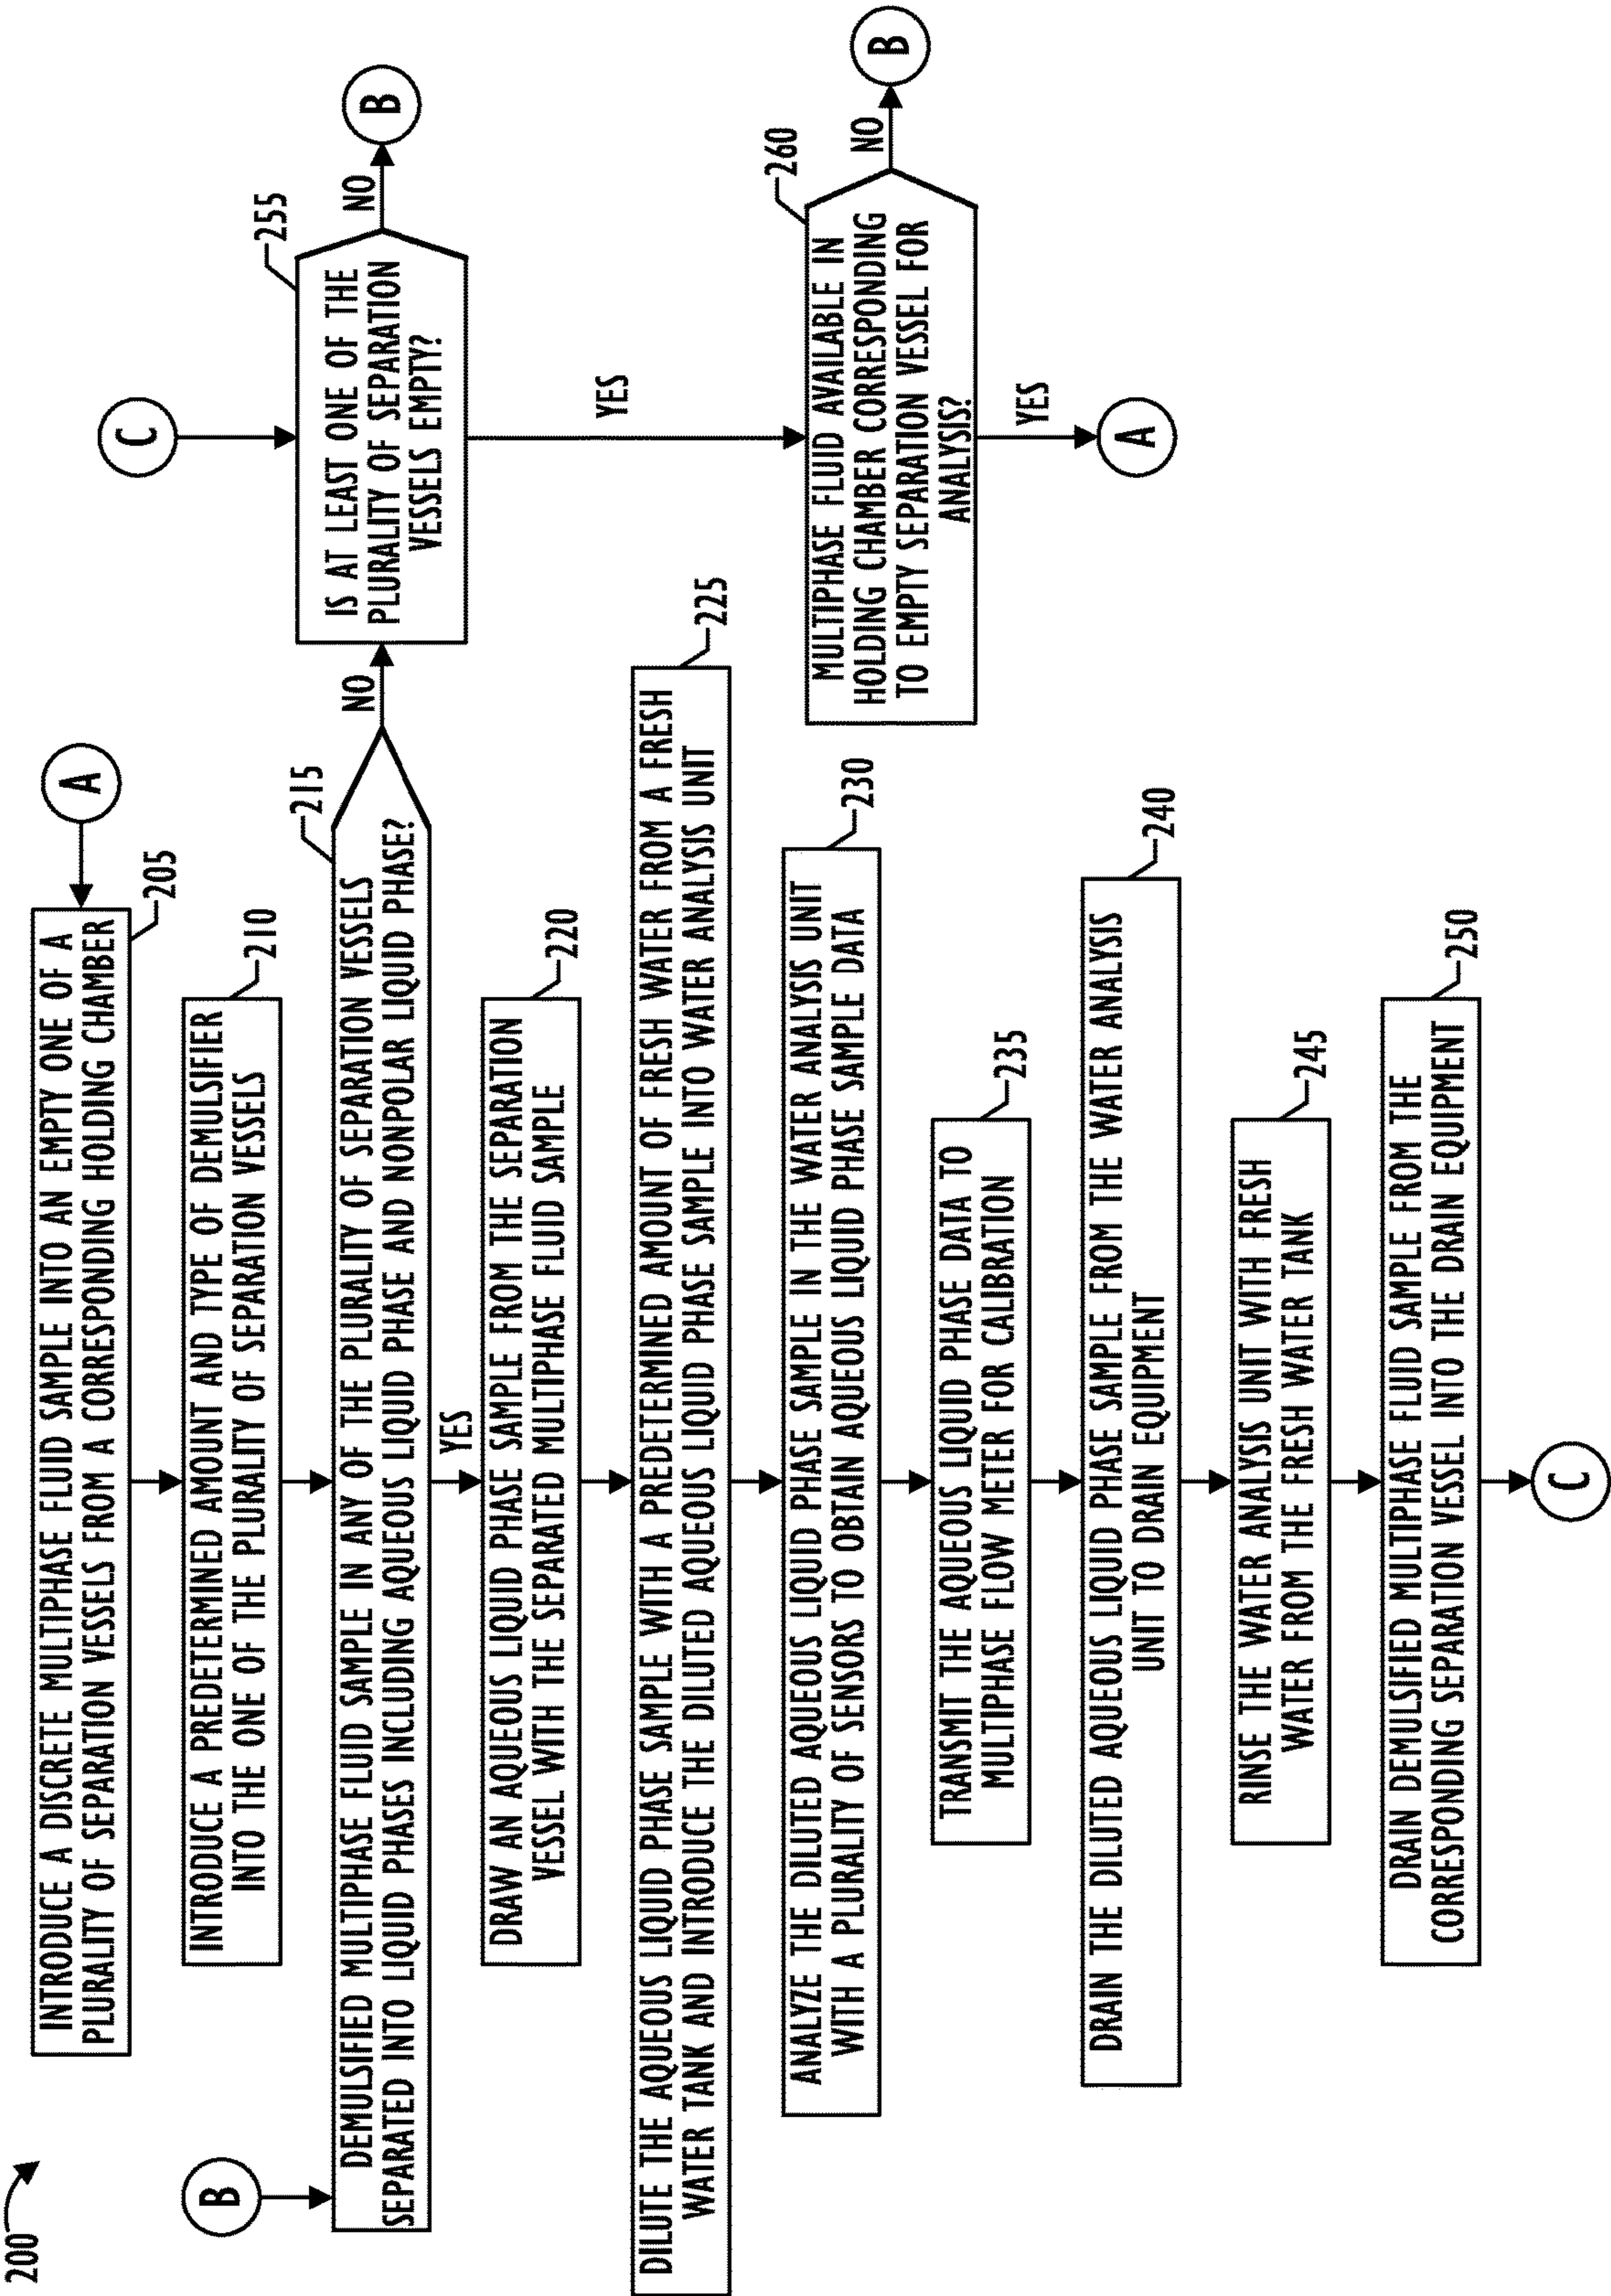 200
A
INTRODUCE A DISCRETE MULTIPHASE FLUID SAMPLE INTO AN EMPTY ONE OF A
PLURALITY OF SEPARATION VESSELS FROM A CORRESPONDING HOLDING CHAMBER
205
INTRODUCE A PREDETERMINED AMOUNT AND TYPE OF DEMULSIFIER
INTO THE ONE OF THE PLURALITY OF SEPARATION VESSELS
210
B
DEMULSIFIED MULTIPHASE FLUID SAMPLE IN ANY OF THE PLURALITY OF SEPARATION VESSELS
SEPARATED INTO LIQUID PHASES INCLUDING AQUEOUS LIQUID PHASE AND NONPOLAR LIQUID PHASE?
215
NO
YES
DRAW AN AQUEOUS LIQUID PHASE SAMPLE FROM THE SEPARATION
VESSEL WITH THE SEPARATED MULTIPHASE FLUID SAMPLE
220
DILUTE THE AQUEOUS LIQUID PHASE SAMPLE WITH A PREDETERMINED AMOUNT OF FRESH WATER FROM A FRESH
WATER TANK AND INTRODUCE THE DILUTED AQUEOUS LIQUID PHASE SAMPLE INTO WATER ANALYSIS UNIT
225
ANALYZE THE DILUTED AQUEOUS LIQUID PHASE SAMPLE IN THE WATER ANALYSIS UNIT
WITH A PLURALITY OF SENSORS TO OBTAIN AQUEOUS LIQUID PHASE SAMPLE DATA
230
TRANSMIT THE AQUEOUS LIQUID PHASE DATA TO
MULTIPHASE FLOW METER FOR CALIBRATION
235
DRAIN THE DILUTED AQUEOUS LIQUID PHASE SAMPLE FROM THE WATER ANALYSIS
UNIT TO DRAIN EQUIPMENT
240
RINSE THE WATER ANALYSIS UNIT WITH FRESH
WATER FROM THE FRESH WATER TANK
245
DRAIN DEMULSIFIED MULTIPHASE FLUID SAMPLE FROM THE
CORRESPONDING SEPARATION VESSEL INTO THE DRAIN EQUIPMENT
250
C
C
IS AT LEAST ONE OF THE
PLURALITY OF SEPARATION
VESSELS EMPTY?
255
NO
B
YES
MULTIPHASE FLUID AVAILABLE IN
HOLDING CHAMBER CORRESPONDING
TO EMPTY SEPARATION VESSEL FOR
ANALYSIS?
260
NO
B
YES
A